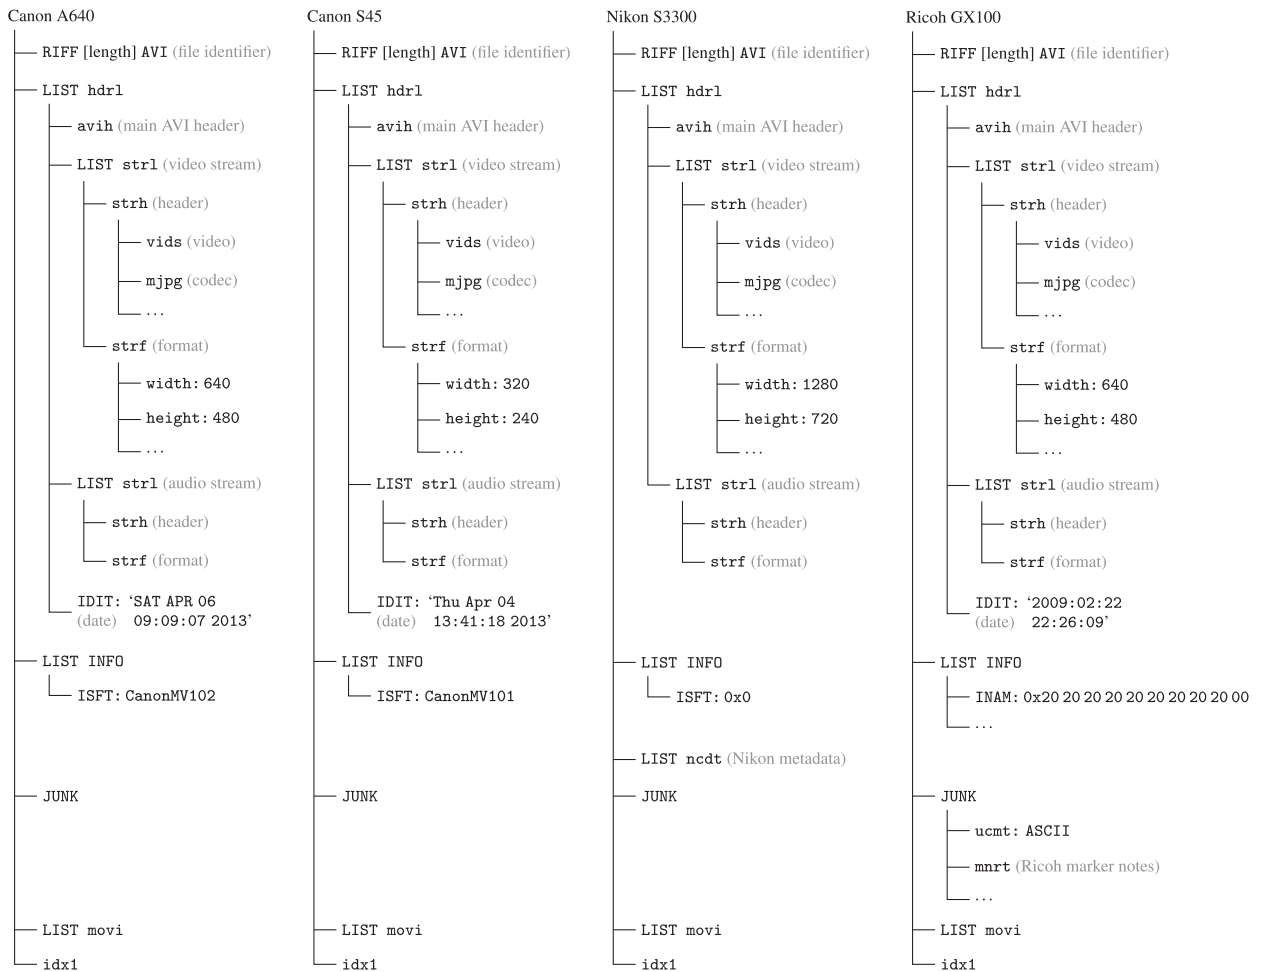 Canon A640
RIFF [length] AVI (file identifier)
LIST hdrl
avih (main AVI header)
LIST strl (video stream)
strh (header)
vids (video)
mjpg (codec)
...
strf (format)
width: 640
height: 480
...
LIST strl (audio stream)
strh (header)
strf (format)
IDIT: ‘SAT APR 06
(date) 09:09:07 2013’
LIST INFO
ISFT: CanonMV102
JUNK
LIST movi
idx1
Canon S45
RIFF [length] AVI (file identifier)
LIST hdrl
avih (main AVI header)
LIST strl (video stream)
strh (header)
vids (video)
mjpg (codec)
...
strf (format)
width: 320
height: 240
...
LIST strl (audio stream)
strh (header)
strf (format)
IDIT: ‘Thu Apr 04
(date) 13:41:18 2013’
LIST INFO
ISFT: CanonMV101
JUNK
LIST movi
idx1
Nikon S3300
RIFF [length] AVI (file identifier)
LIST hdrl
avih (main AVI header)
LIST strl (video stream)
strh (header)
vids (video)
mjpg (codec)
...
strf (format)
width: 1280
height: 720
...
LIST strl (audio stream)
strh (header)
strf (format)
LIST INFO
ISFT: 0x0
LIST ncdt (Nikon metadata)
JUNK
LIST movi
idx1
Ricoh GX100
RIFF [length] AVI (file identifier)
LIST hdrl
avih (main AVI header)
LIST strl (video stream)
strh (header)
vids (video)
mjpg (codec)
...
strf (format)
width: 640
height: 480
...
LIST strl (audio stream)
strh (header)
strf (format)
IDIT: ‘2009:02:22
(date) 22:26:09’
LIST INFO
INAM: 0x20 20 20 20 20 20 20 20 20 00
...
JUNK
ucmt: ASCII
mnrt (Ricoh marker notes)
...
LIST movi
idx1